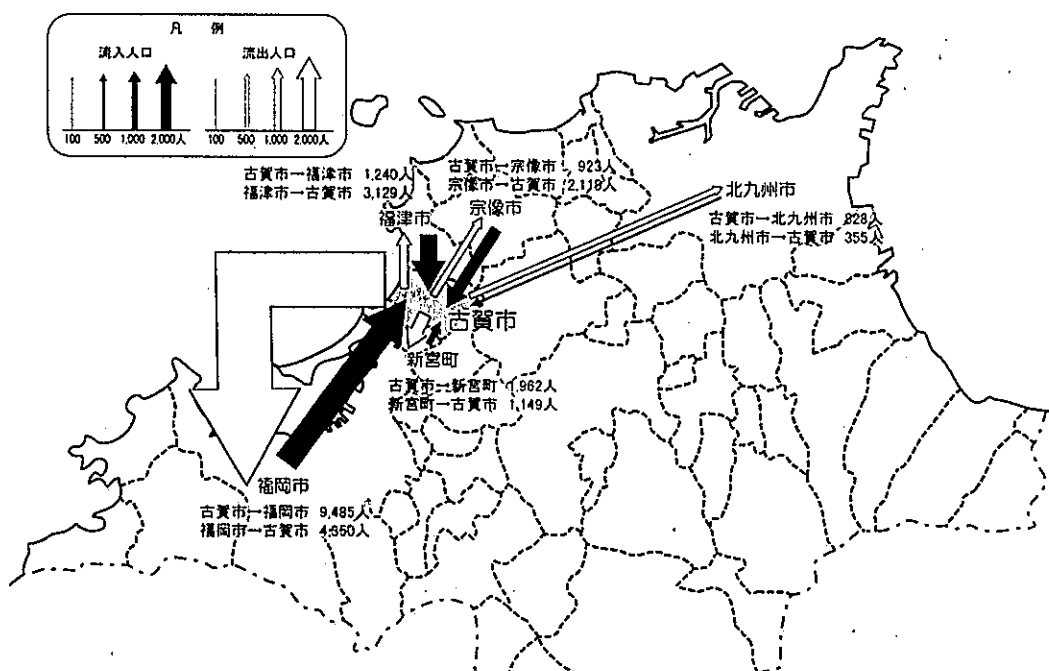 凡 例
流入人口 流出人口
100 500 1,000 2,000人 100 500 1,000 2,000人
古賀市→福津市 1,240人
福津市→古賀市 3,129人
古賀市→宗像市 923人
宗像市→古賀市 2,118人
福津市
宗像市
北九州市
古賀市→北九州市 828人
北九州市→古賀市 355人
古賀市
新宮町
古賀市→新宮町 1,962人
新宮町→古賀市 1,149人
福岡市
古賀市→福岡市 9,485人
福岡市→古賀市